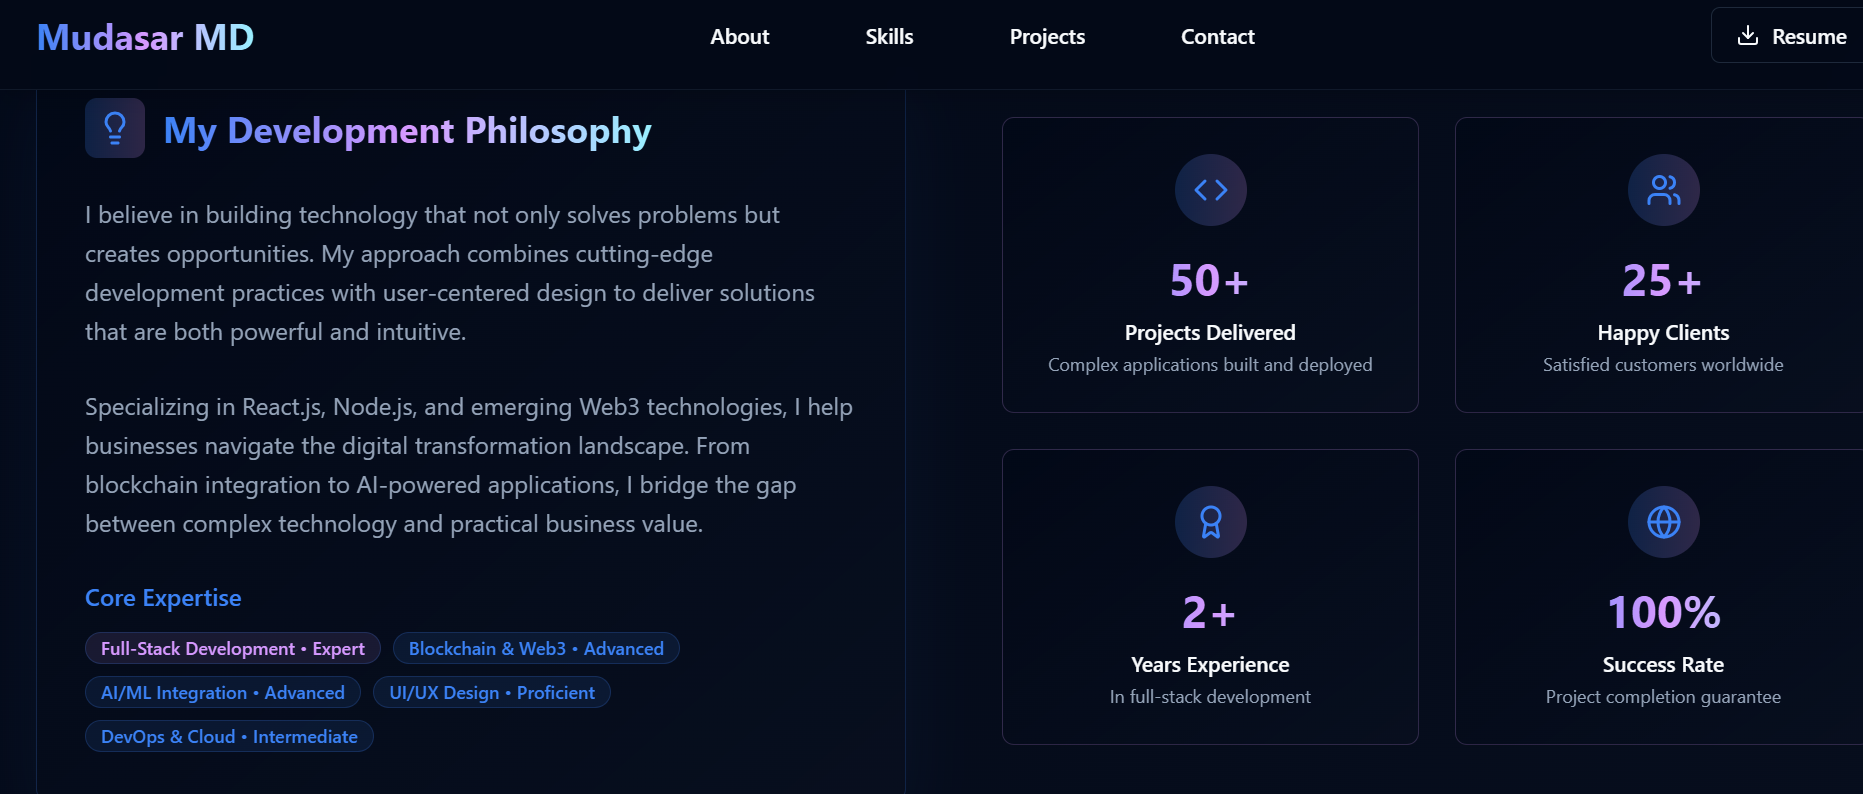 Mudasar MD
About
Skills
Projects
Contact
Resume
My Development Philosophy
I believe in building technology that not only solves problems but
creates opportunities. My approach combines cutting-edge
development practices with user-centered design to deliver solutions
that are both powerful and intuitive.
Specializing in React.js, Node.js, and emerging Web3 technologies, I help
businesses navigate the digital transformation landscape. From
blockchain integration to AI-powered applications, I bridge the gap
between complex technology and practical business value.
Core Expertise
Full-Stack Development • Expert
Blockchain & Web3 • Advanced
AI/ML Integration • Advanced
UI/UX Design • Proficient
DevOps & Cloud • Intermediate
50+
Projects Delivered
Complex applications built and deployed
25+
Happy Clients
Satisfied customers worldwide
2+
Years Experience
In full-stack development
100%
Success Rate
Project completion guarantee